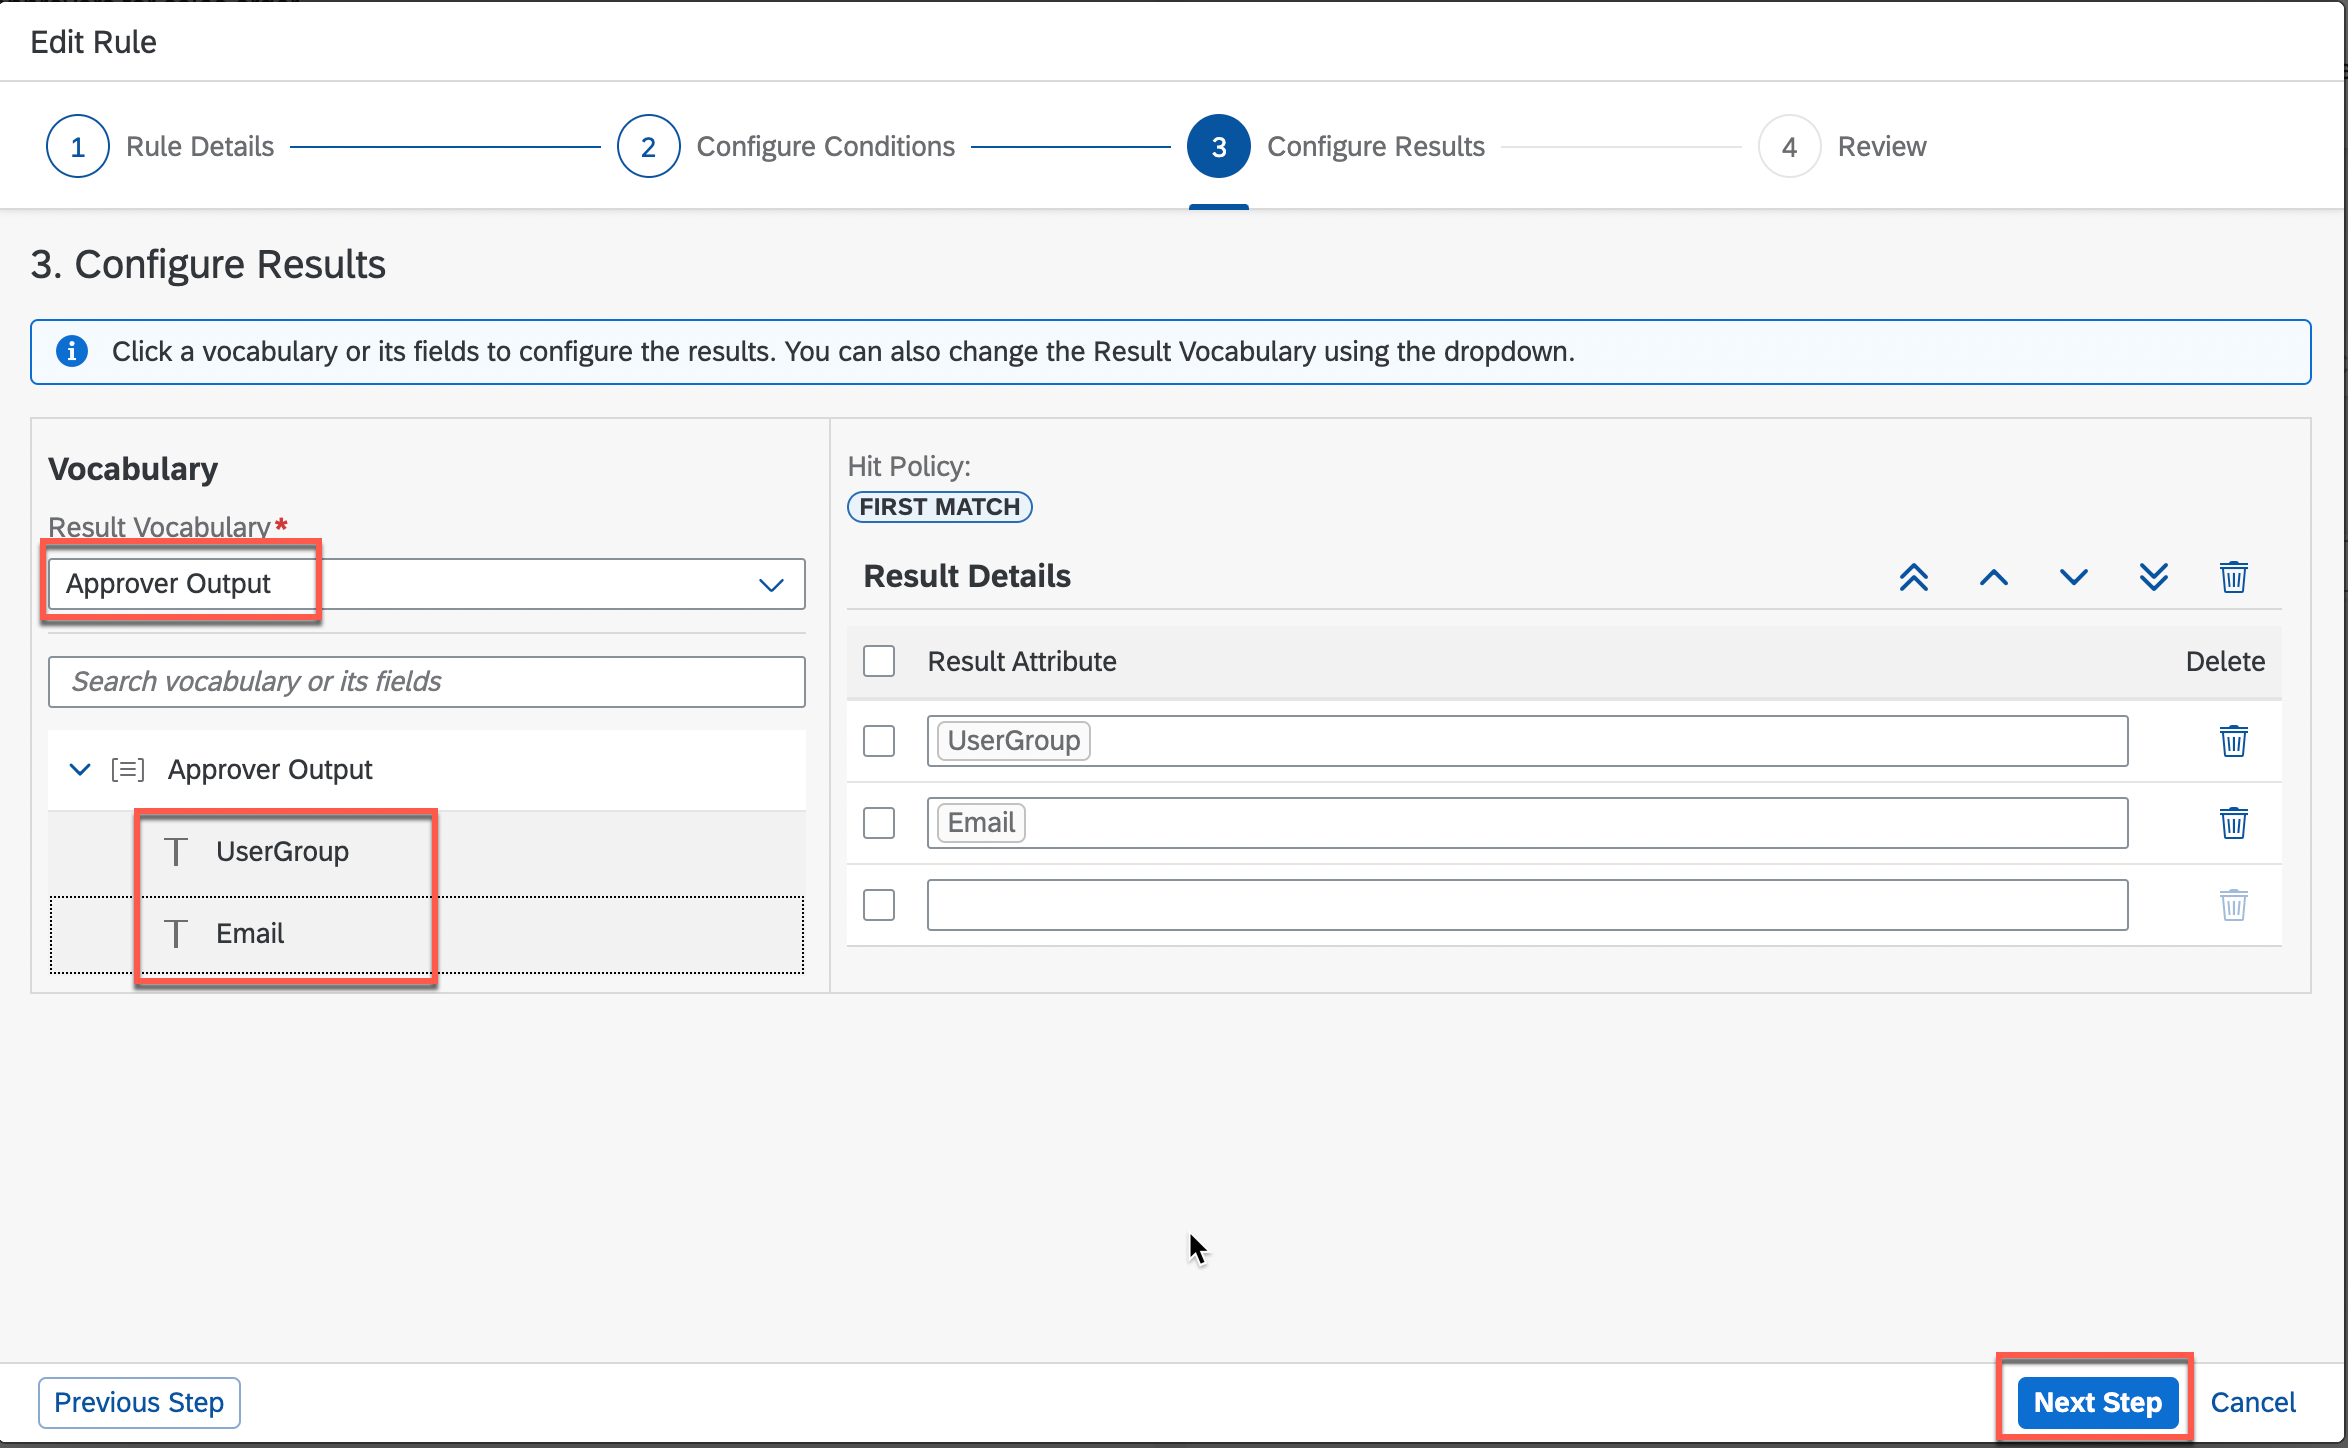 Edit Rule
1 Rule Details 2 Configure Conditions 3 Configure Results 4 Review
3. Configure Results
Click a vocabulary or its fields to configure the results. You can also change the Result Vocabulary using the dropdown.
Vocabulary
Result Vocabulary*
Approver Output
Search vocabulary or its fields
Approver Output
UserGroup
Email
Hit Policy:
FIRST MATCH
Result Details
Result Attribute Delete
UserGroup
Email
Previous Step Next Step Cancel